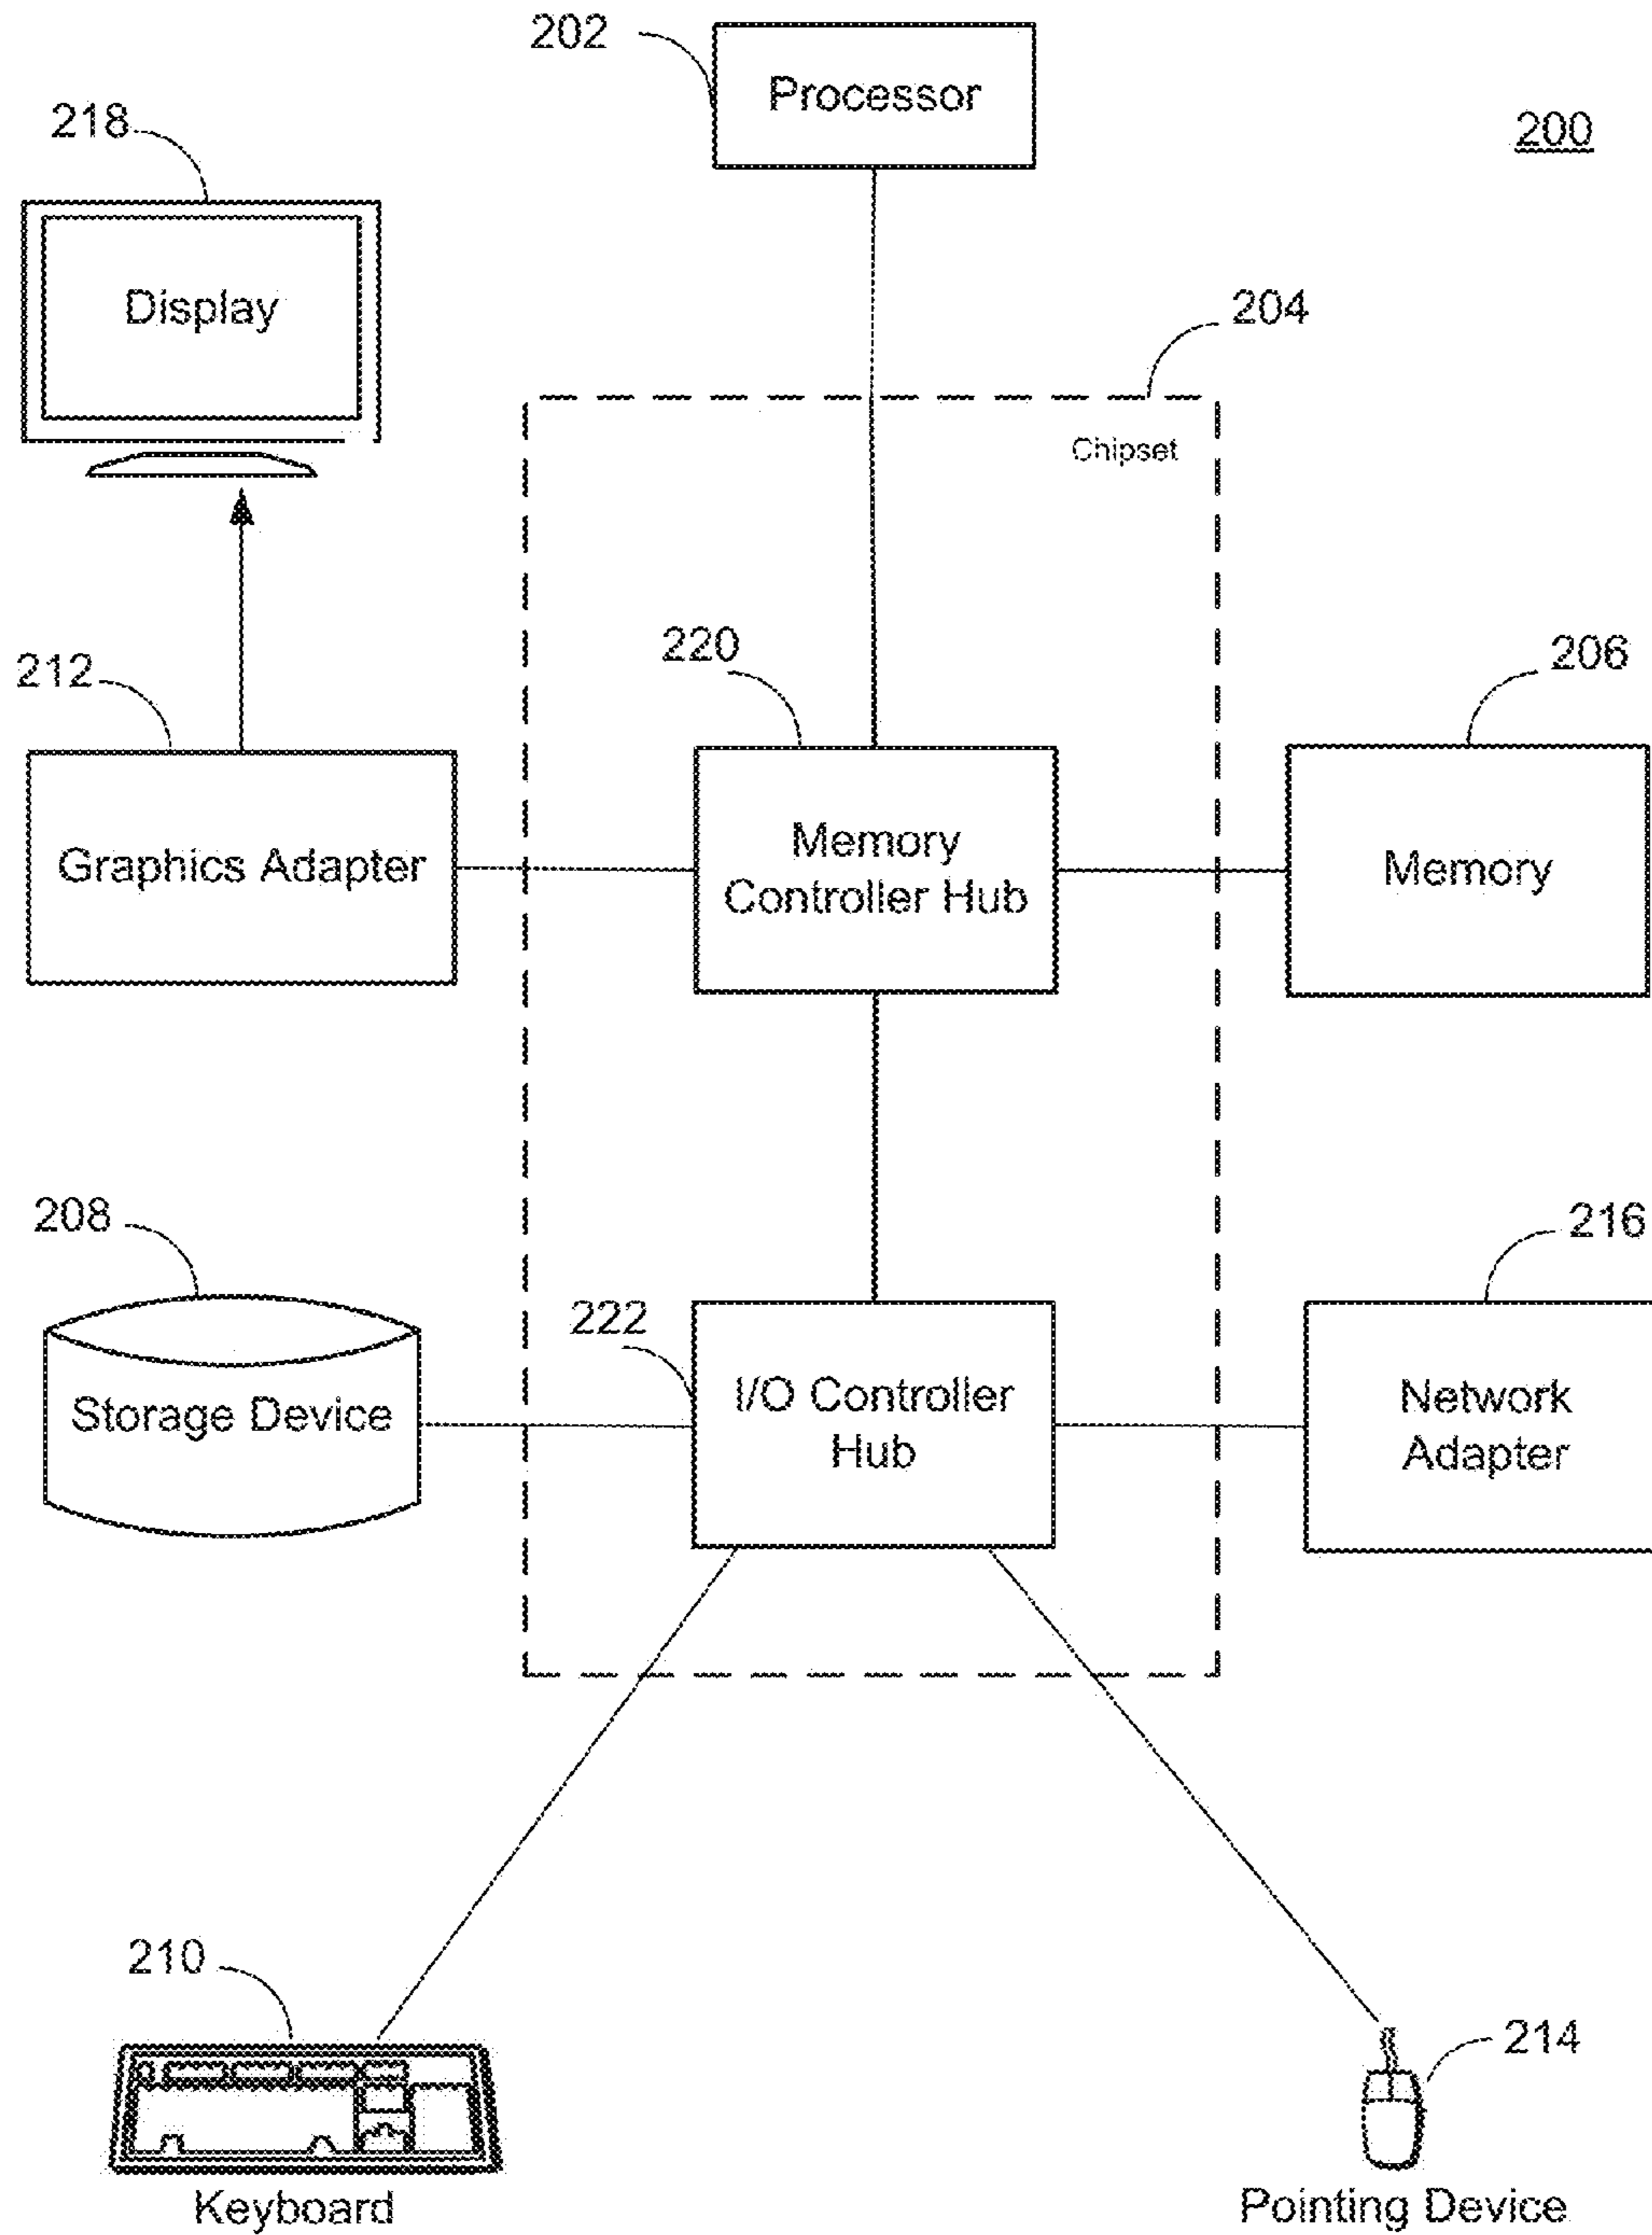 202
Processor
200
218
Display
204
Chipset
220
206
212
Memory
Controller Hub
Graphics Adapter
Memory
208
216
222
I/O Controller
Hub
Storage Device
Network
Adapter
210
214
Keyboard
Pointing Device